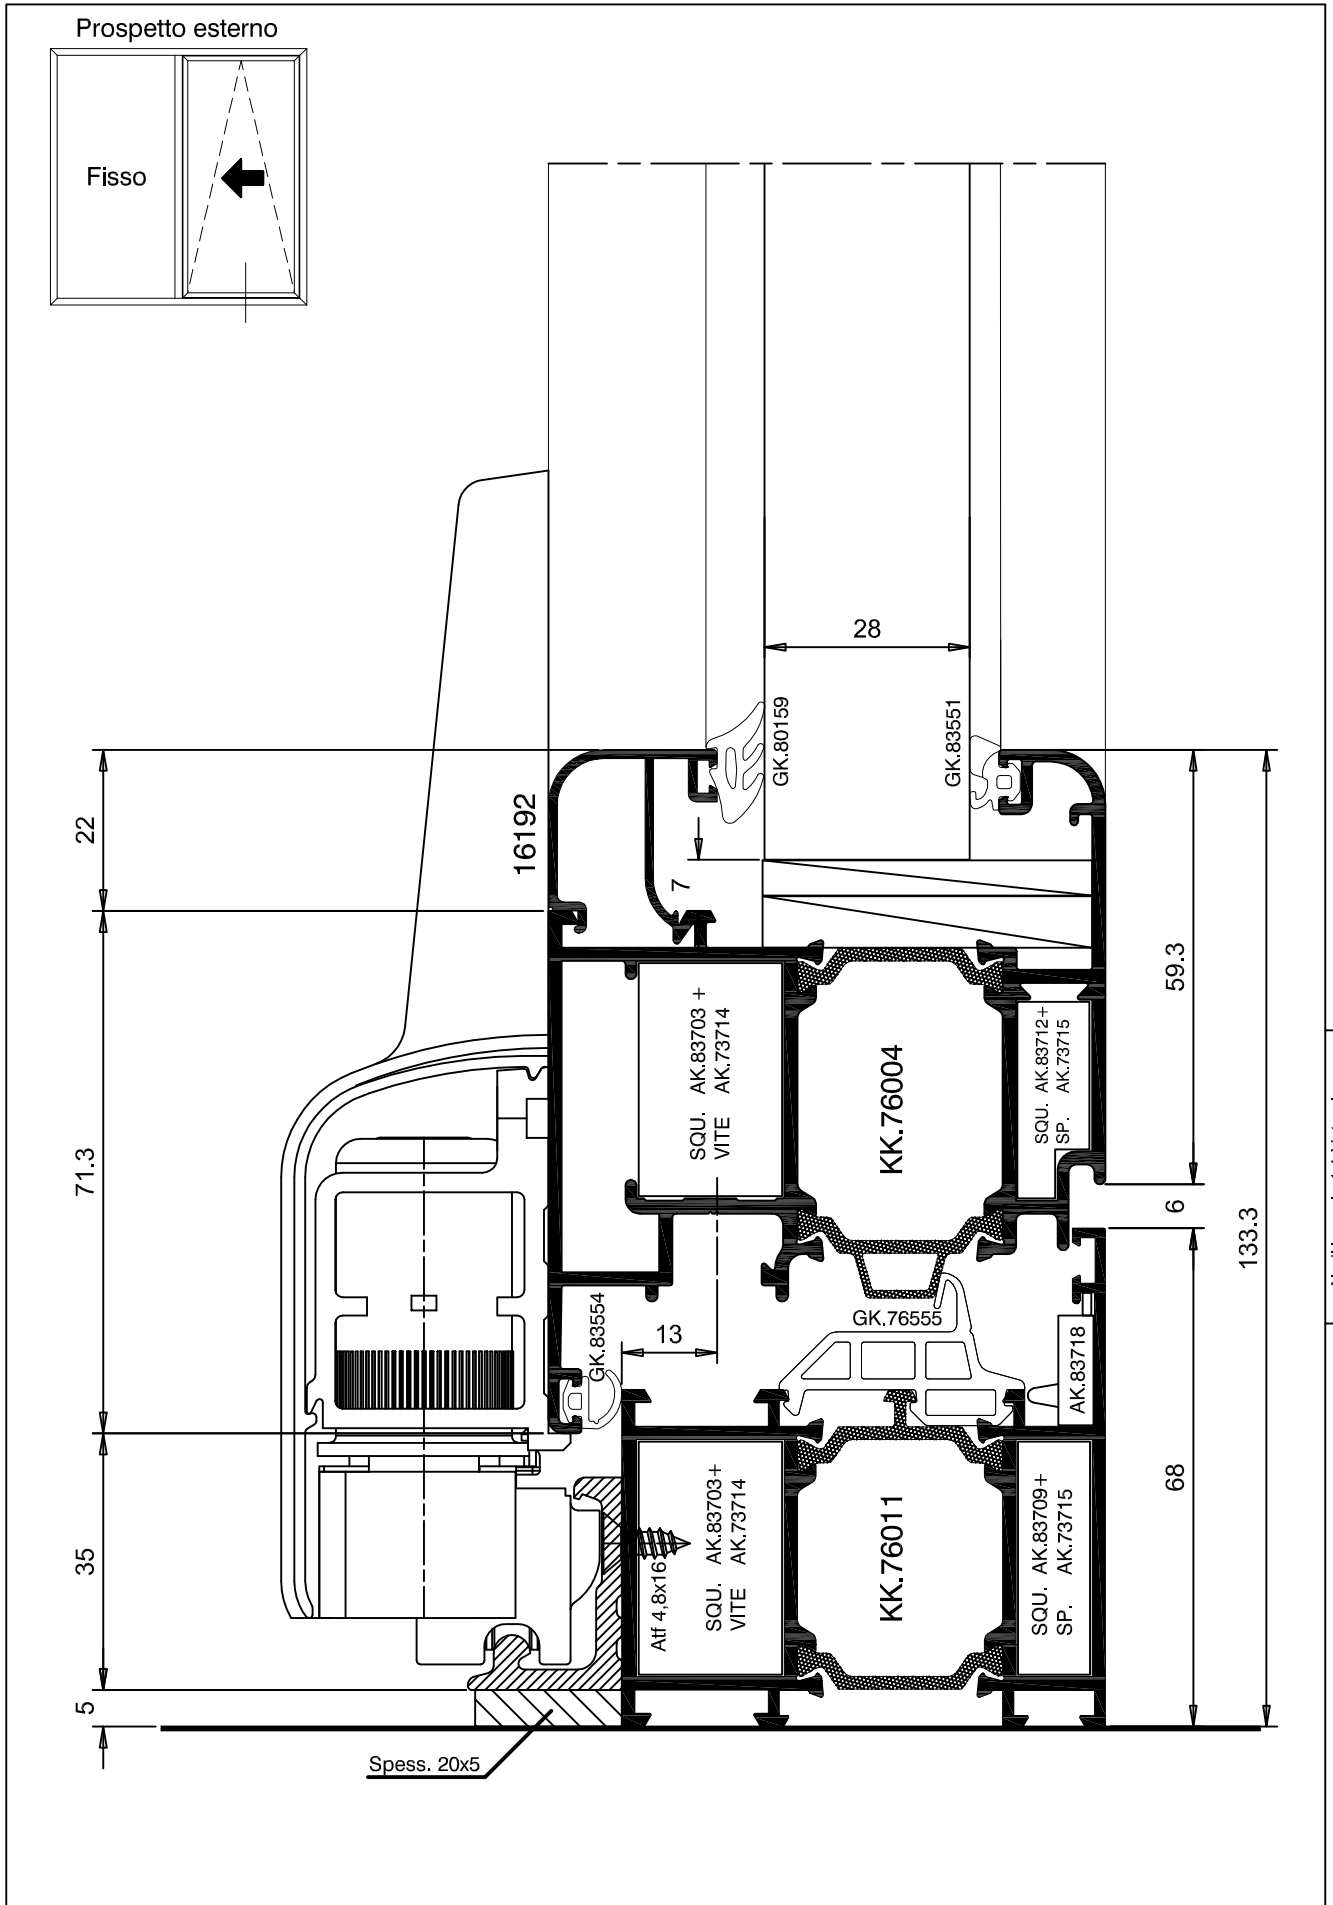 Prospetto esterno
Fisso
28
GK.80159
GK.83551
22
16192
7
59.3
SQU. AK.83703 +
VITE AK.73714
KK.76004
SQU. AK.83712+
SP. AK.73715
71.3
6
133.3
GK.83554
13
GK.76555
AK.83718
35
Atf 4,8x16
SQU. AK.83703+
VITE AK.73714
KK.76011
SQU. AK.83709+
SP. AK.73715
68
5
Spess. 20x5